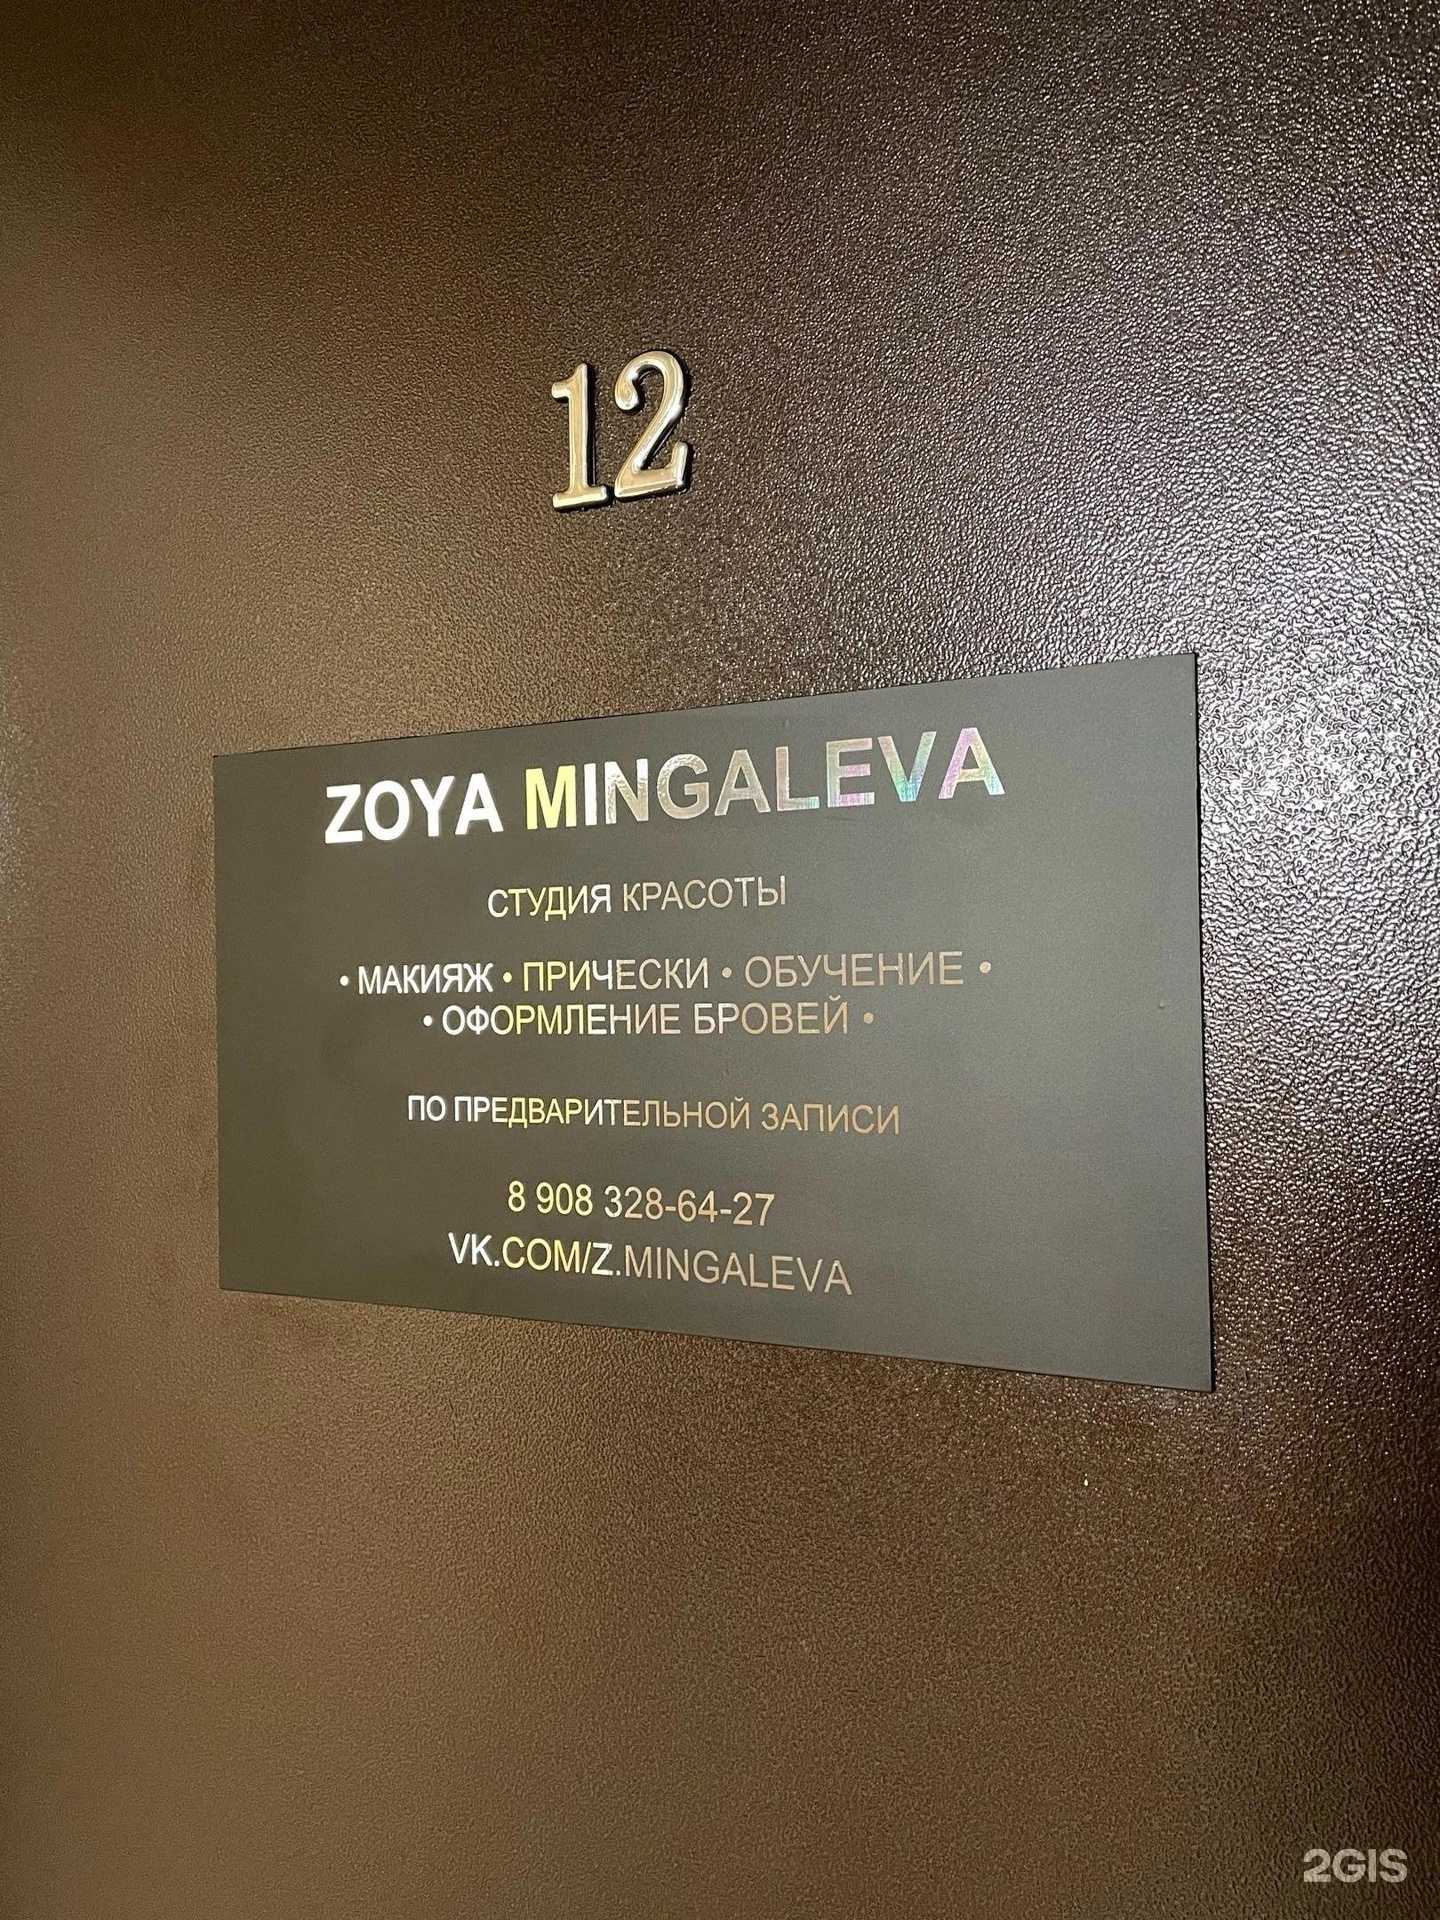 12
ZOYA MINGALEVA
СТУДИЯ КРАСОТЫ
• МАКИЯЖ • ПРИЧЕСКИ • ОБУЧЕНИЕ •
• ОФОРМЛЕНИЕ БРОВЕЙ •
ПО ПРЕДВАРИТЕЛЬНОЙ ЗАПИСИ
8 908 328-64-27
VK.COM/Z.MINGALEVA
2GIS